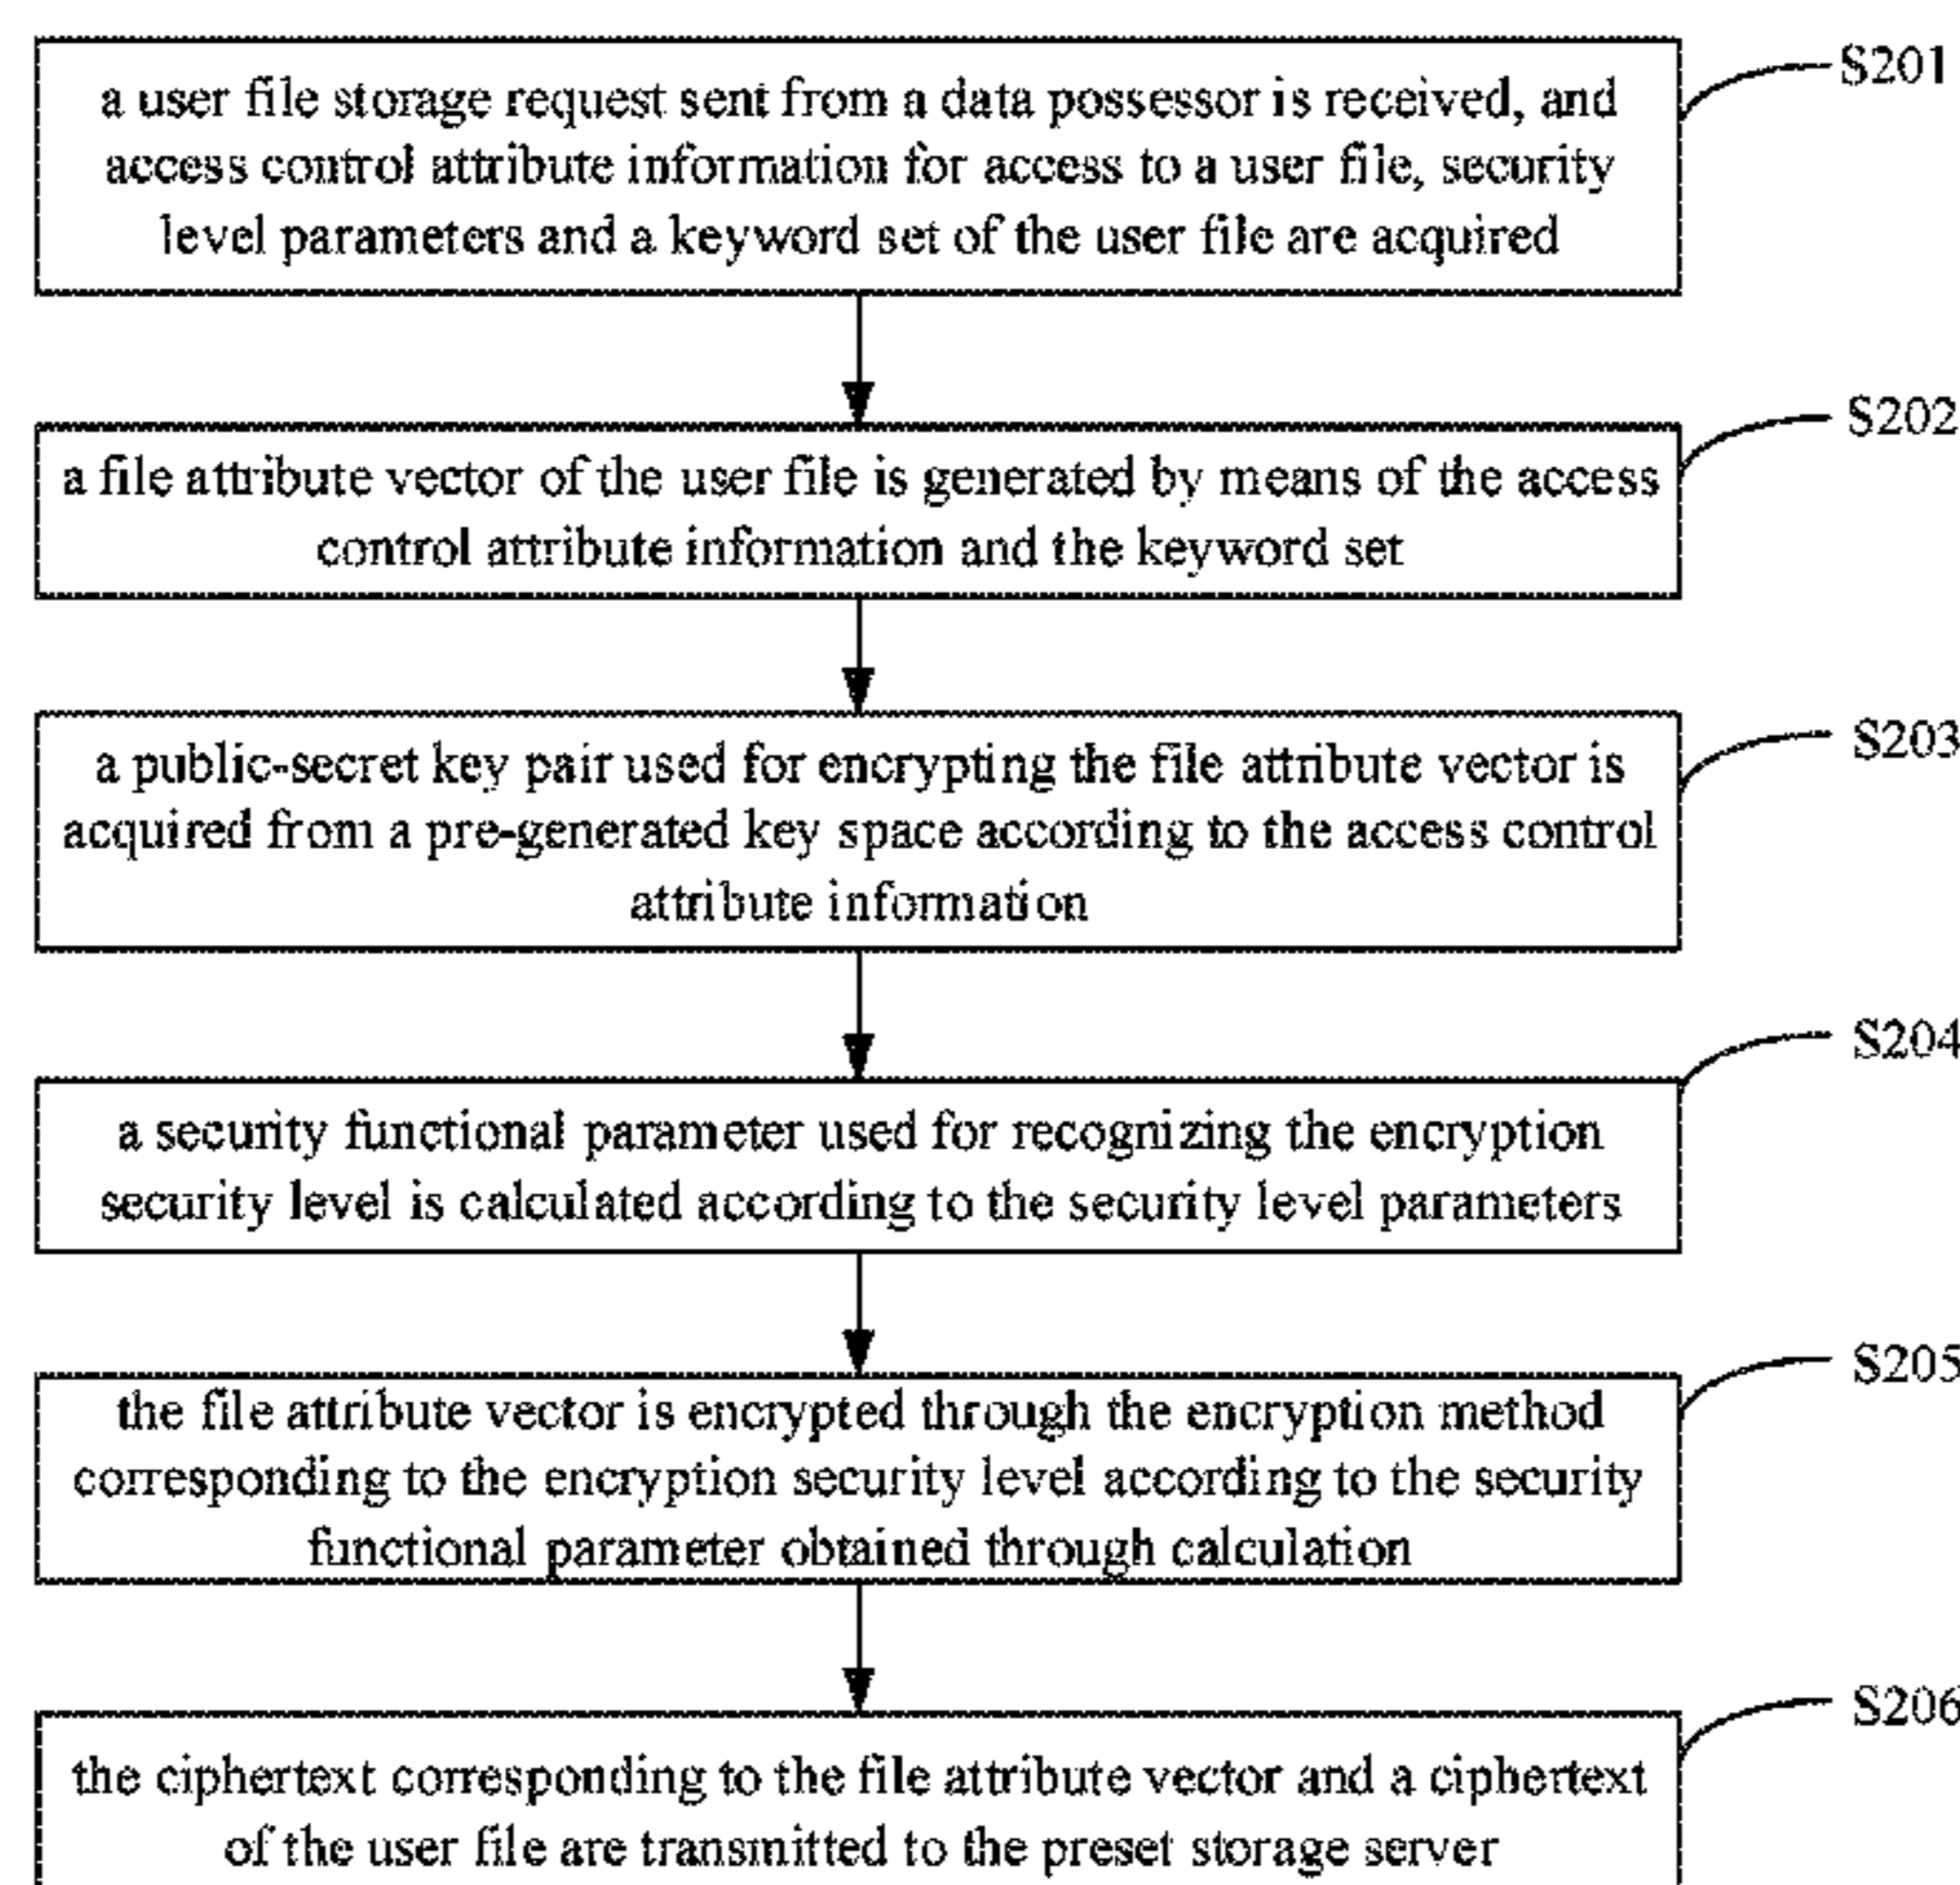 a user file storage request sent from a data possessor is received, and
access control attribute information for access to a user file, security
level parameters and a keyword set of the user file are acquired
S201
a file attribute vector of the user file is generated by means of the access
control attribute information and the keyword set
S202
a public-secret key pair used for encrypting the file attribute vector is
acquired from a pre-generated key space according to the access control
attribute information
S203
a security functional parameter used for recognizing the encryption
security level is calculated according to the security level parameters
S204
the file attribute vector is encrypted through the encryption method
corresponding to the encryption security level according to the security
functional parameter obtained through calculation
S205
the ciphertext corresponding to the file attribute vector and a ciphertext
of the user file are transmitted to the preset storage server
S206